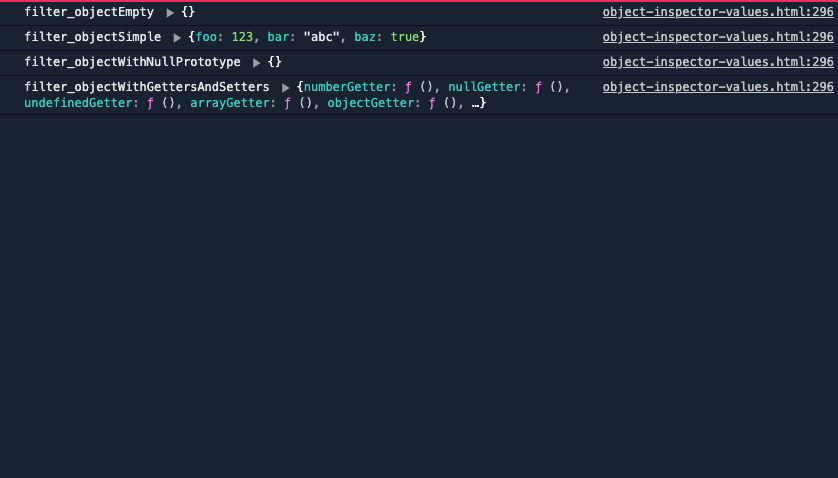 filter_objectEmpty ▶ {} object-inspector-values.html:296
filter_objectSimple ▶ {foo: 123, bar: "abc", baz: true} object-inspector-values.html:296
filter_objectWithNullPrototype ▶ {} object-inspector-values.html:296
filter_objectWithGettersAndSetters ▶ {numberGetter: ƒ (), nullGetter: ƒ (), object-inspector-values.html:296
undefinedGetter: ƒ (), arrayGetter: ƒ (), objectGetter: ƒ (), …}